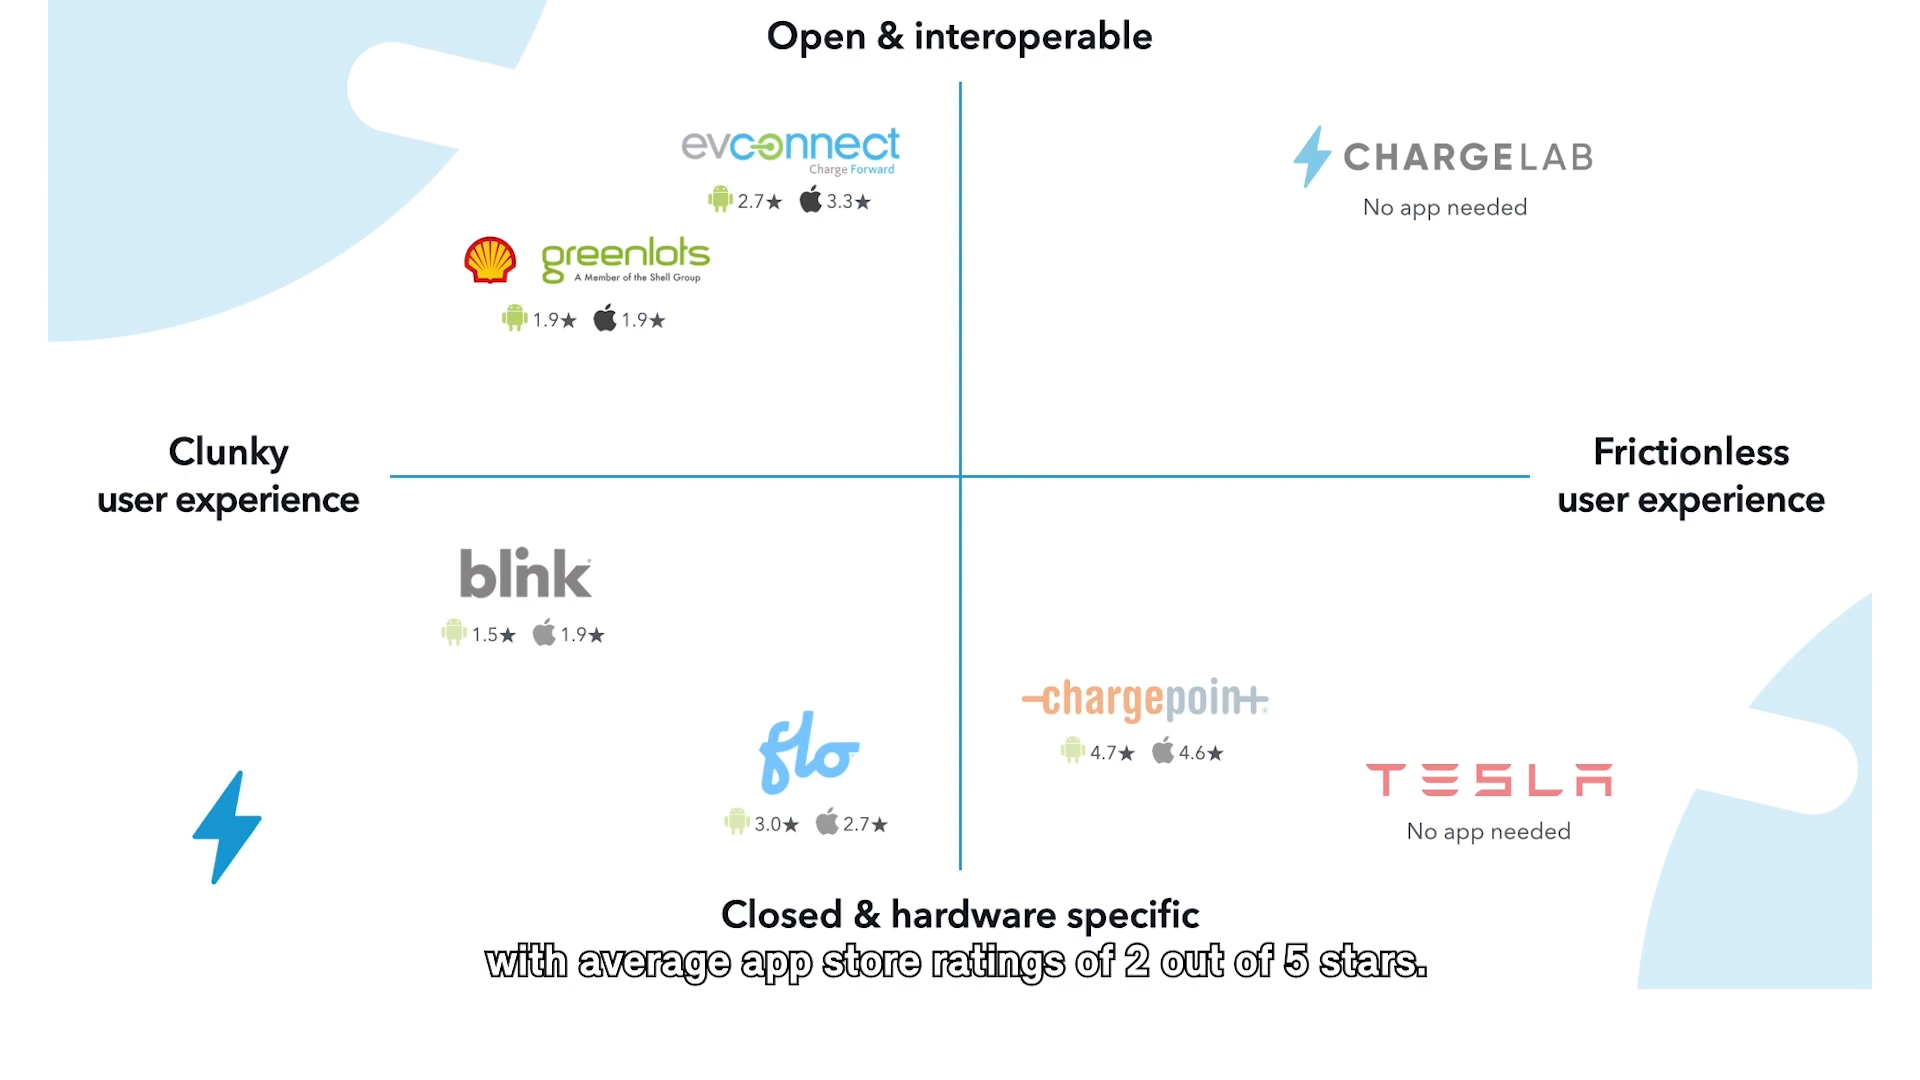 Open & interoperable
evconnect
Charge Forward
2.7★ 3.3★
CHARGELAB
No app needed
greenlots
A Member of the Shell Group
1.9★ 1.9★
Clunky
user experience
Frictionless
user experience
blink
1.5★ 1.9★
chargepoin+
4.7★ 4.6★
flo
3.0★ 2.7★
TESLA
No app needed
Closed & hardware specific
with average app store ratings of 2 out of 5 stars.